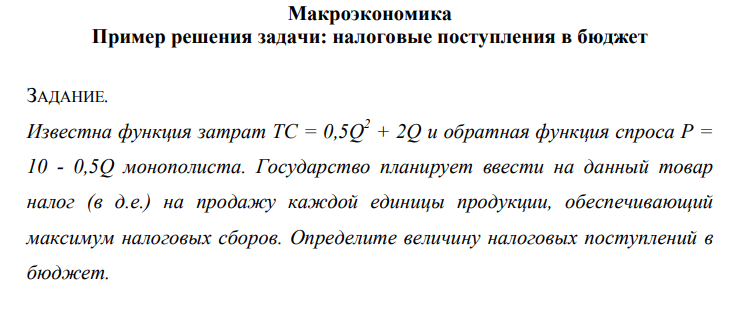 Макроэкономика
Пример решения задачи: налоговые поступления в бюджет
ЗАДАНИЕ.
Известна функция затрат TC = 0,5Q² + 2Q и обратная функция спроса P =
10 - 0,5Q монополиста. Государство планирует ввести на данный товар
налог (в д.е.) на продажу каждой единицы продукции, обеспечивающий
максимум налоговых сборов. Определите величину налоговых поступлений в
бюджет.